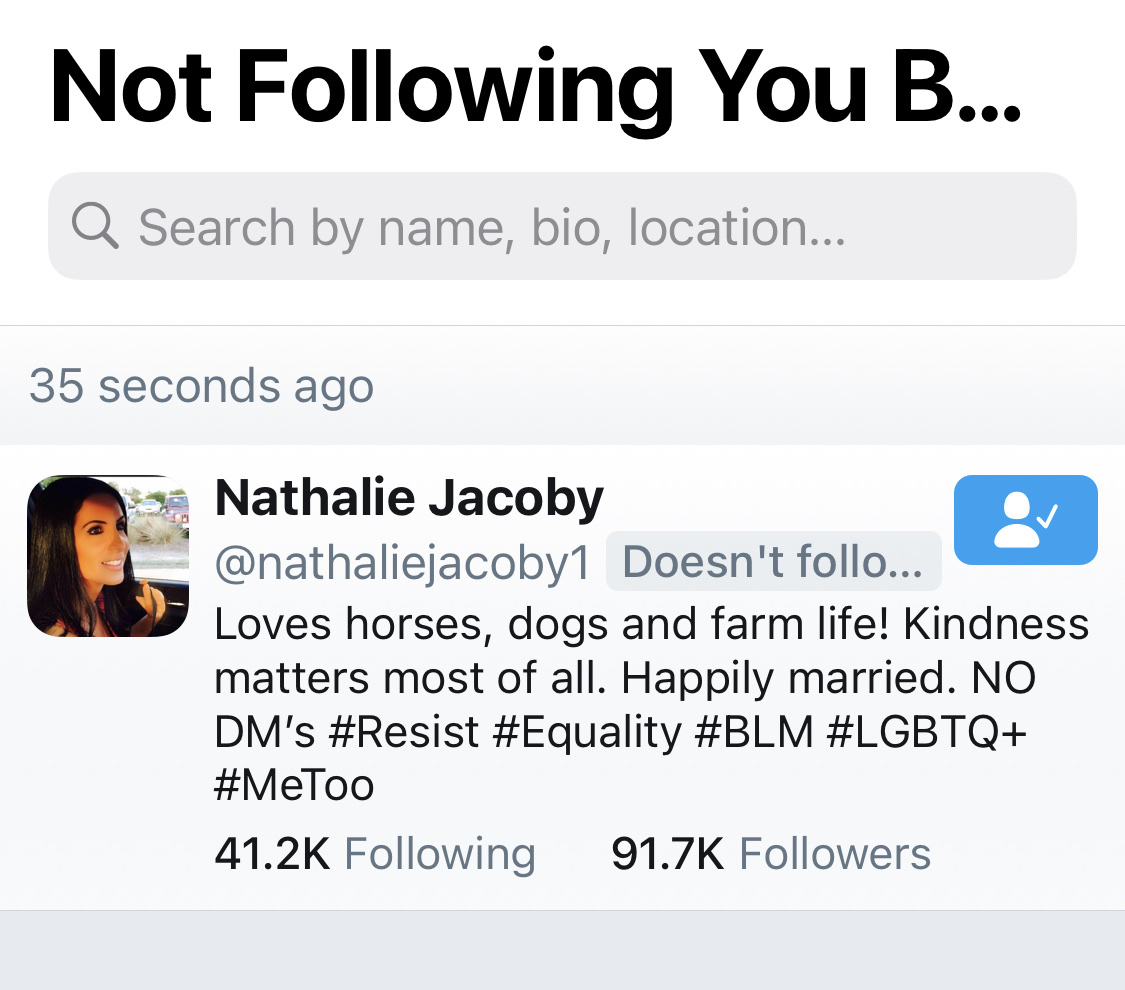 Not Following You B...
Search by name, bio, location...
35 seconds ago
Nathalie Jacoby
@nathaliejacoby1 Doesn't follo...
Loves horses, dogs and farm life! Kindness
matters most of all. Happily married. NO
DM’s #Resist #Equality #BLM #LGBTQ+
#MeToo
41.2K Following 91.7K Followers